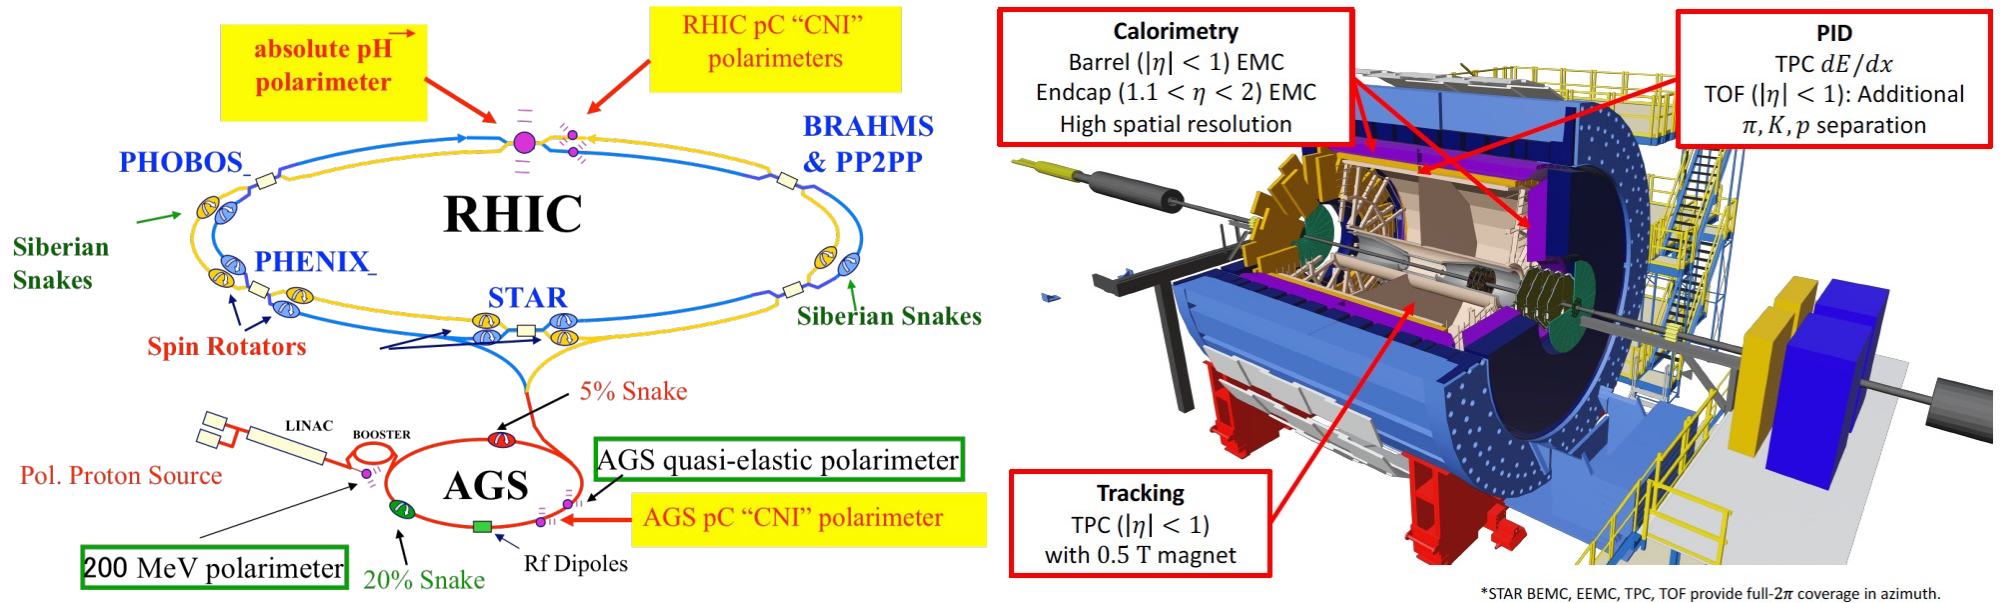 absolute pH
polarimeter
RHIC pC “CNI”
polarimeters
PHOBOS
BRAHMS
& PP2PP
RHIC
Siberian
Snakes
PHENIX
STAR
Siberian Snakes
Spin Rotators
5% Snake
LINAC
BOOSTER
AGS quasi-elastic polarimeter
Pol. Proton Source
AGS
AGS pC “CNI” polarimeter
200 MeV polarimeter
20% Snake
Rf Dipoles
Calorimetry
Barrel (|η| < 1) EMC
Endcap (1.1 < η < 2) EMC
High spatial resolution
PID
TPC dE/dx
TOF (|η| < 1): Additional
π, K, p separation
Tracking
TPC (|η| < 1)
with 0.5 T magnet
*STAR BEMC, EEMC, TPC, TOF provide full-2π coverage in azimuth.